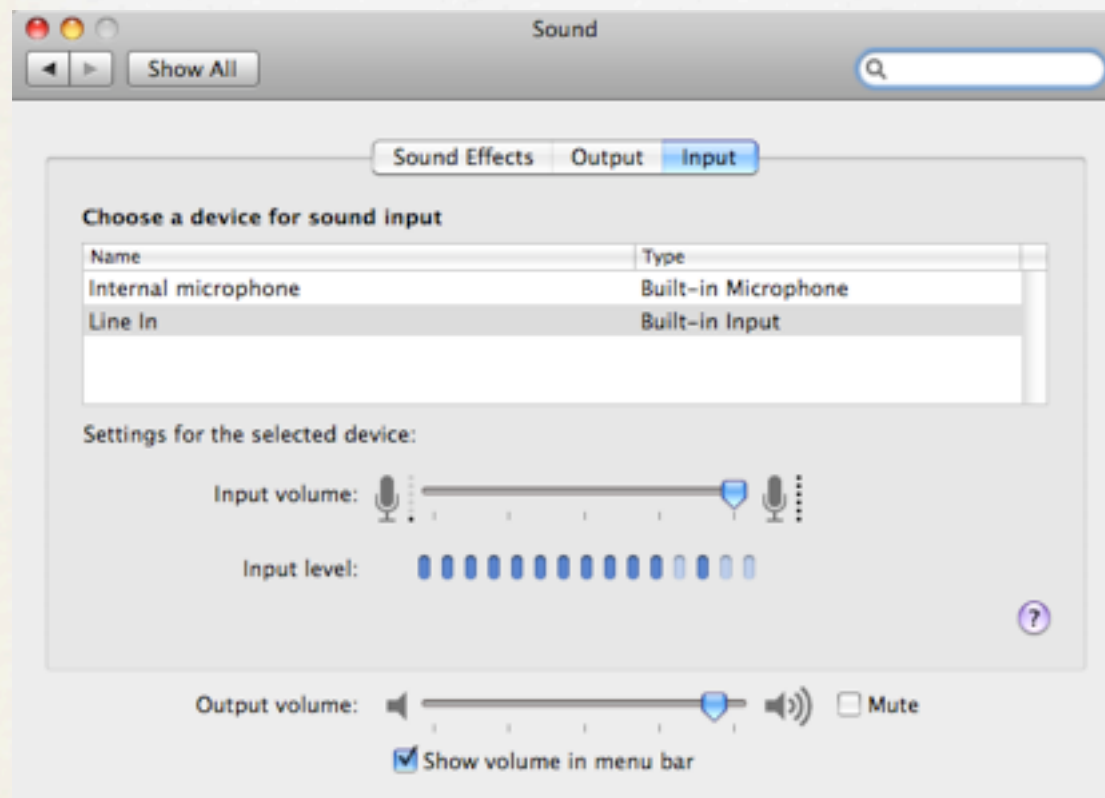 Sound
Show All
Sound Effects Output Input
Choose a device for sound input
Name Type
Internal microphone Built-in Microphone
Line In Built-in Input
Settings for the selected device:
Input volume:
Input level:
?
Output volume: Mute
Show volume in menu bar